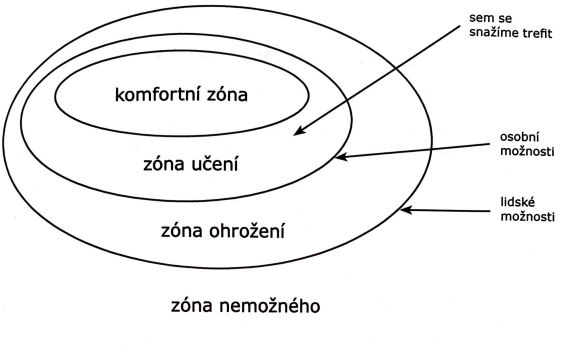 sem se
snažíme trefit
komfortní zóna
osobní
možnosti
zóna učení
lidské
možnosti
zóna ohrožení
zóna nemožného